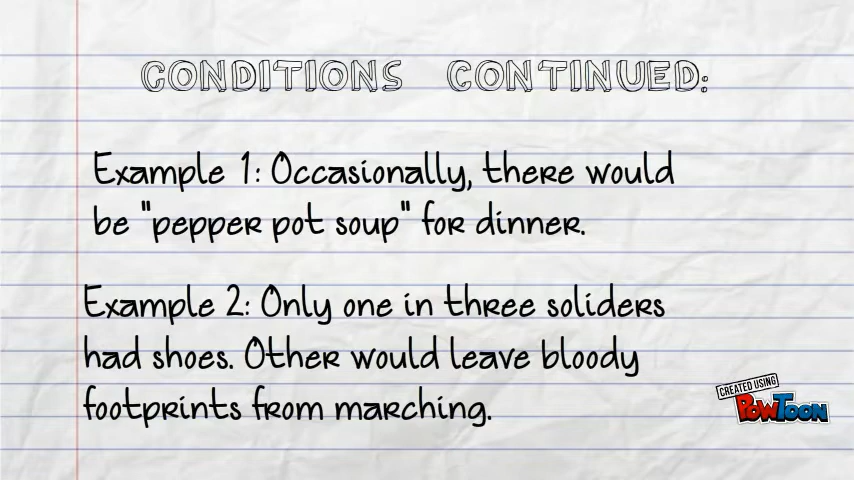 CONDITIONS CONTINUED:
Example 1: Occasionally, there would
be "pepper pot soup" for dinner.
Example 2: Only one in three soliders
had shoes. Other would leave bloody
footprints from marching.
CREATED USING
POWTOON